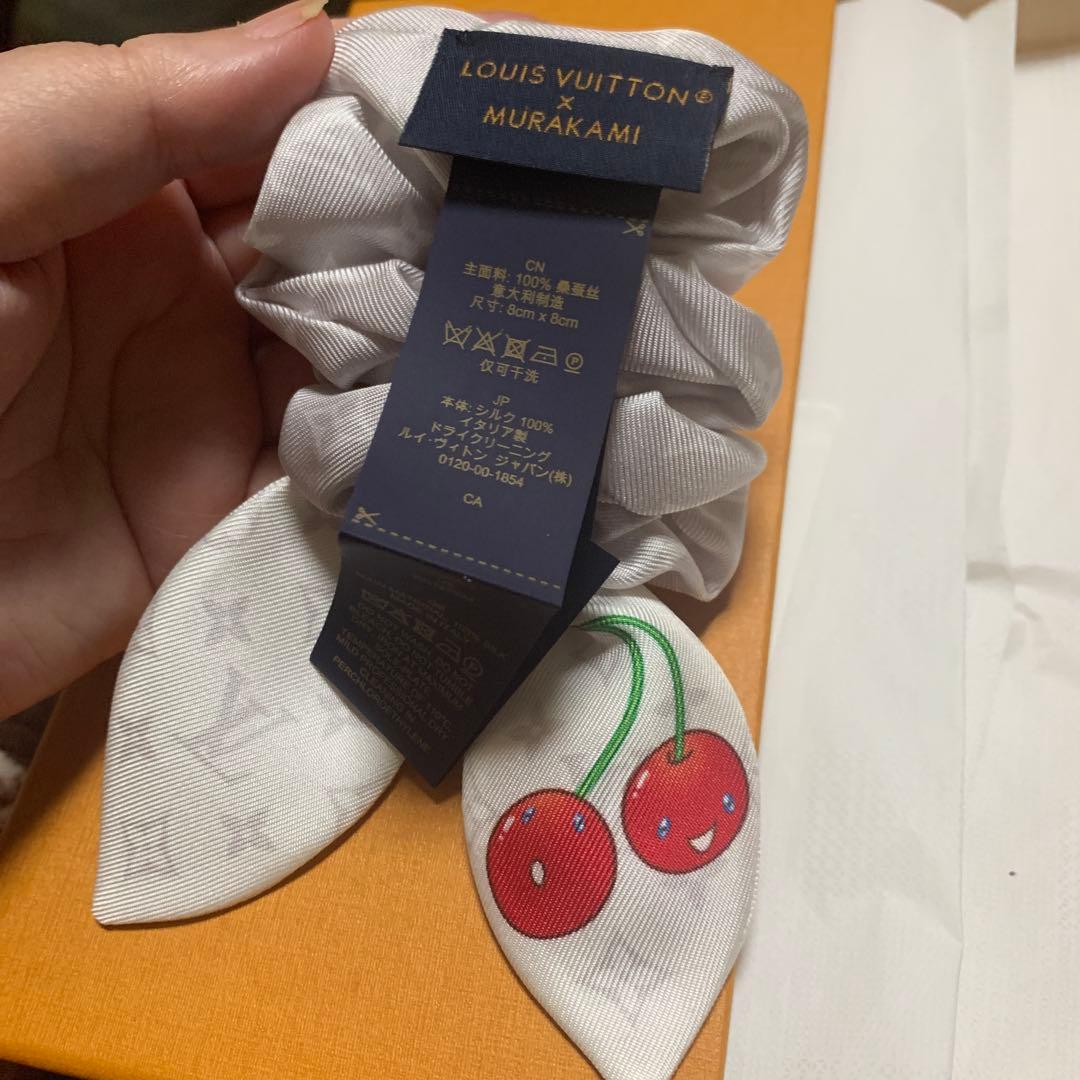 LOUIS VUITTON®
x
MURAKAMI
CN
主面料: 100% 桑蚕丝
意大利制造
尺寸: 8cm x 8cm
P
仅可干洗
JP
本体: シルク 100%
イタリア製
ドライクリーニング
ルイ・ヴィトン ジャパン(株)
0120-00-1854
CA
PERCHLOROETHYLENE
LV